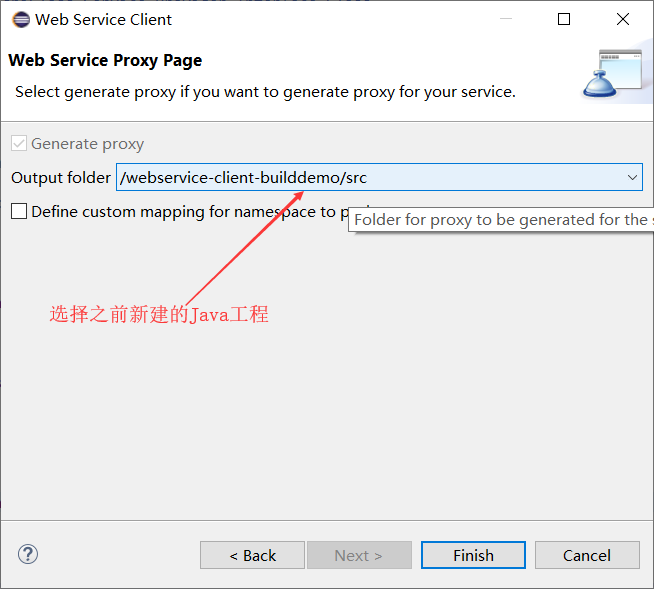 Web Service Client
Web Service Proxy Page
Select generate proxy if you want to generate proxy for your service.
Generate proxy
Output folder /webservice-client-builddemo/src
Define custom mapping for namespace to
Folder for proxy to be generated for the
选择之前新建的Java工程
< Back Next > Finish Cancel